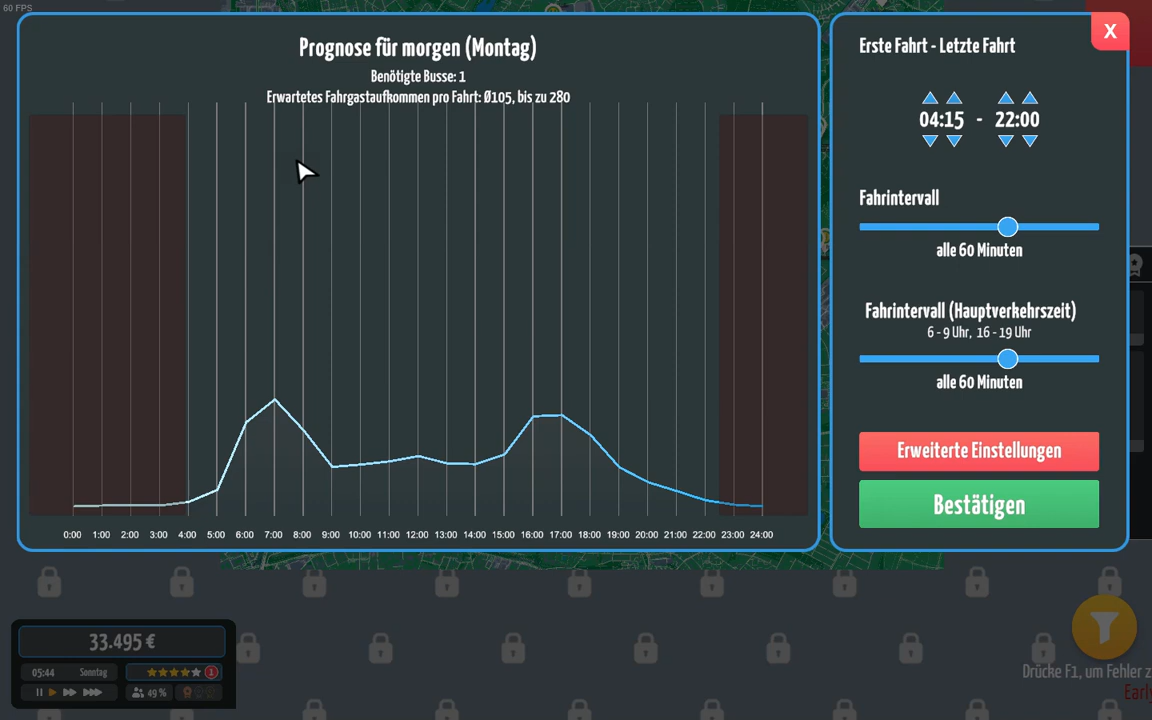 60 FPS
Prognose für morgen (Montag)
Benötigte Busse: 1
Erwartetes Fahrgastaufkommen pro Fahrt: Ø105, bis zu 280
0:00 1:00 2:00 3:00 4:00 5:00 6:00 7:00 8:00 9:00 10:00 11:00 12:00 13:00 14:00 15:00 16:00 17:00 18:00 19:00 20:00 21:00 22:00 23:00 24:00
X
Erste Fahrt - Letzte Fahrt
04:15 - 22:00
Fahrintervall
alle 60 Minuten
Fahrintervall (Hauptverkehrszeit)
6 - 9 Uhr, 16 - 19 Uhr
alle 60 Minuten
Erweiterte Einstellungen
Bestätigen
33.495 €
05:44 Sonntag 1
49 %
Drücke F1, um Fehler z
Early